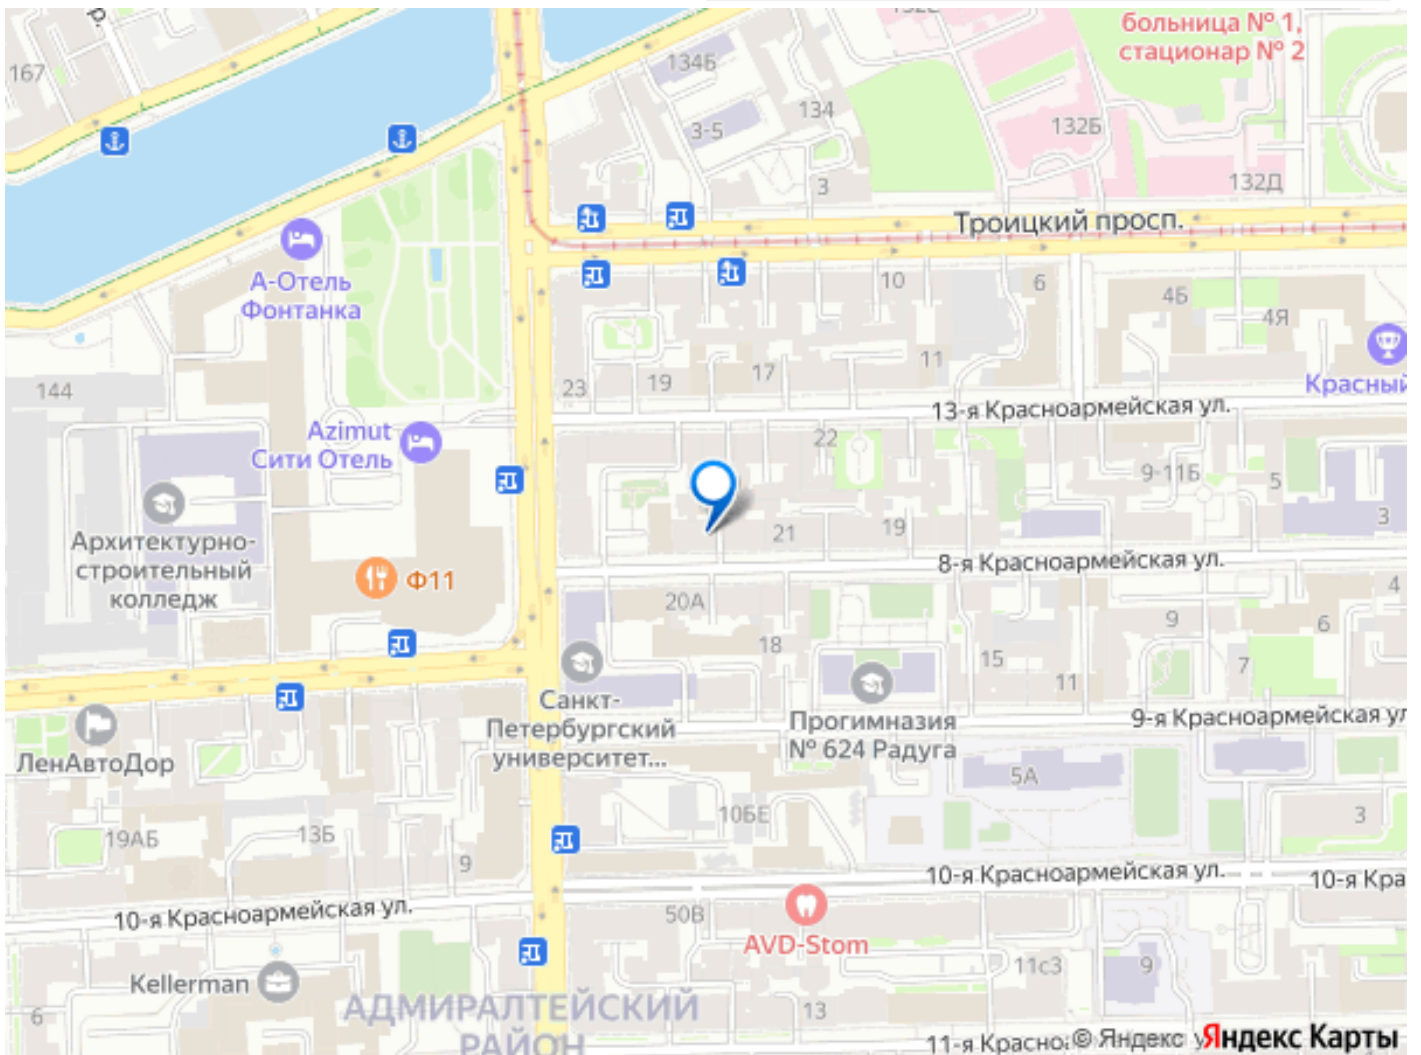 больница № 1,
стационар № 2
167
134Б
134
3-5
132Б
3
132Д
Троицкий просп.
А-Отель
Фонтанка
10
6
4Б
4Я
11
17
19
23
144
Красный
13-я Красноармейская ул.
Azimut
Сити Отель
22
9-11Б
5
3
21
19
Архитектурно-
строительный
колледж
Ф11
8-я Красноармейская ул.
20А
18
15
11
9
6
4
7
Санкт-
Петербургский
университет...
Прогимназия
№ 624 Радуга
9-я Красноармейская ул
ЛенАвтоДор
5А
10БЕ
3
19АБ
13Б
9
10-я Красноармейская ул.
10-я Кра
10-я Красноармейская ул.
50В
AVD-Stom
Kellerman
11с3
9
13
6
АДМИРАЛТЕЙСКИЙ
РАЙОН
11-я Красно
© Яндекс
Яндекс Карты